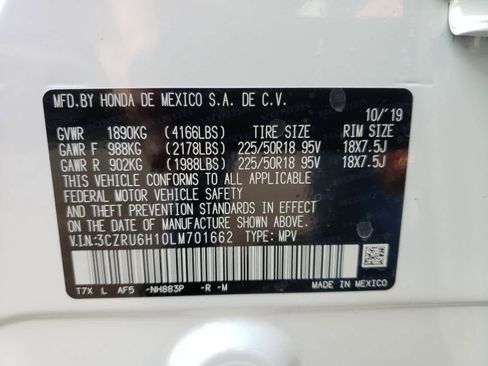 MFD.BY HONDA DE MEXICO S.A. DE C.V.
10/'19
GVWR 1890KG (4166LBS) TIRE SIZE RIM SIZE
GAWR F 988KG (2178LBS) 225/50R18 95V 18X7.5J
GAWR R 902KG (1988LBS) 225/50R18 95V 18X7.5J
THIS VEHICLE CONFORMS TO ALL APPLICABLE
FEDERAL MOTOR VEHICLE SAFETY
STANDARDS IN EFFECT
ON THE DATE OF MANUFACTURE SHOWN ABOVE
V.I.N:3CZRU6H10LM701662 TYPE: MPV
T7X L AF5 -NH883P -R -M
MADE IN MEXICO